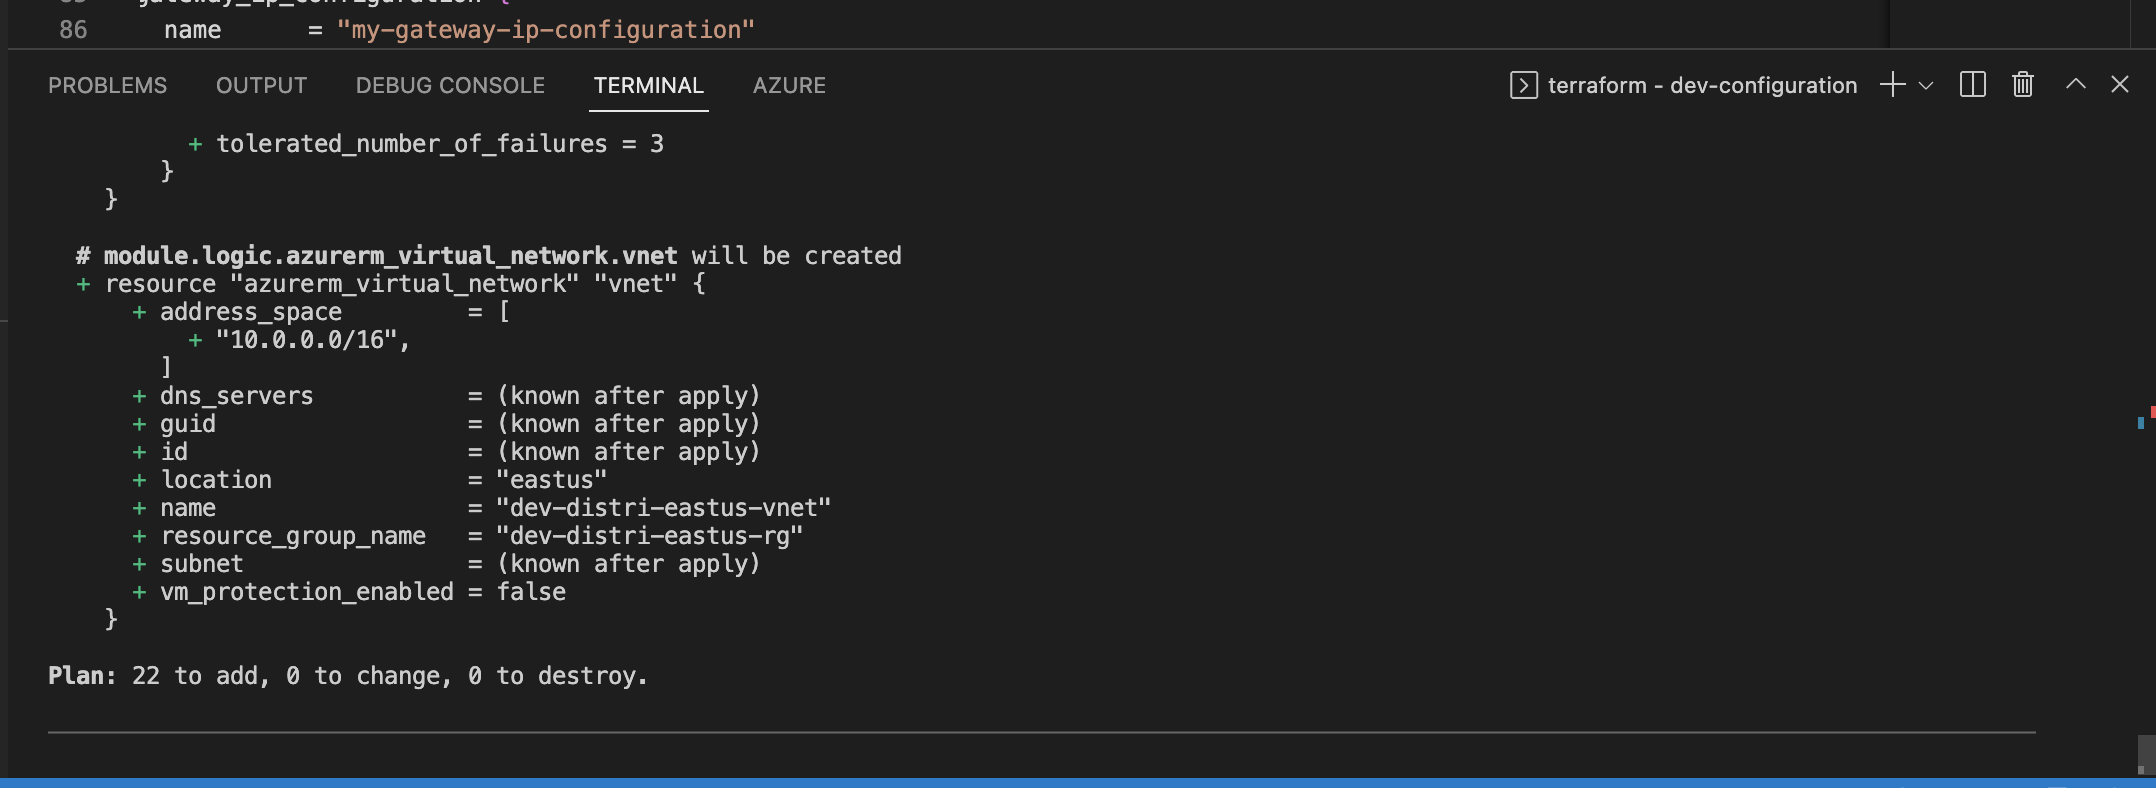 85 gateway_ip_configuration {
86 name = "my-gateway-ip-configuration"
PROBLEMS OUTPUT DEBUG CONSOLE TERMINAL AZURE terraform - dev-configuration
+ tolerated_number_of_failures = 3
}
}
# module.logic.azurerm_virtual_network.vnet will be created
+ resource "azurerm_virtual_network" "vnet" {
+ address_space = [
+ "10.0.0.0/16",
]
+ dns_servers = (known after apply)
+ guid = (known after apply)
+ id = (known after apply)
+ location = "eastus"
+ name = "dev-distri-eastus-vnet"
+ resource_group_name = "dev-distri-eastus-rg"
+ subnet = (known after apply)
+ vm_protection_enabled = false
}
Plan: 22 to add, 0 to change, 0 to destroy.